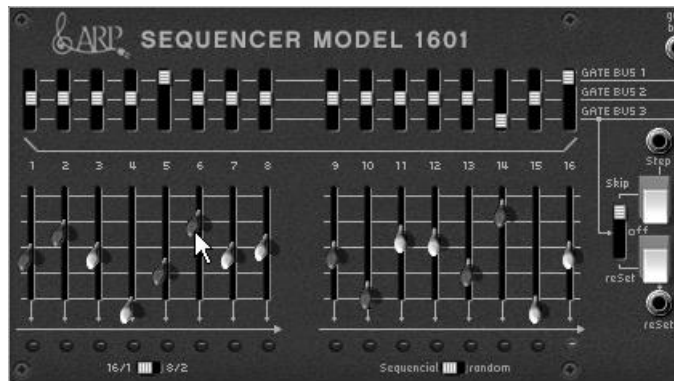 ARP SEQUENCER MODEL 1601
GATE BUS 1
GATE BUS 2
GATE BUS 3
1 2 3 4 5 6 7 8 9 10 11 12 13 14 15 16
Step
Skip
off
reSet
reSet
16/1 8/2 Sequencial random